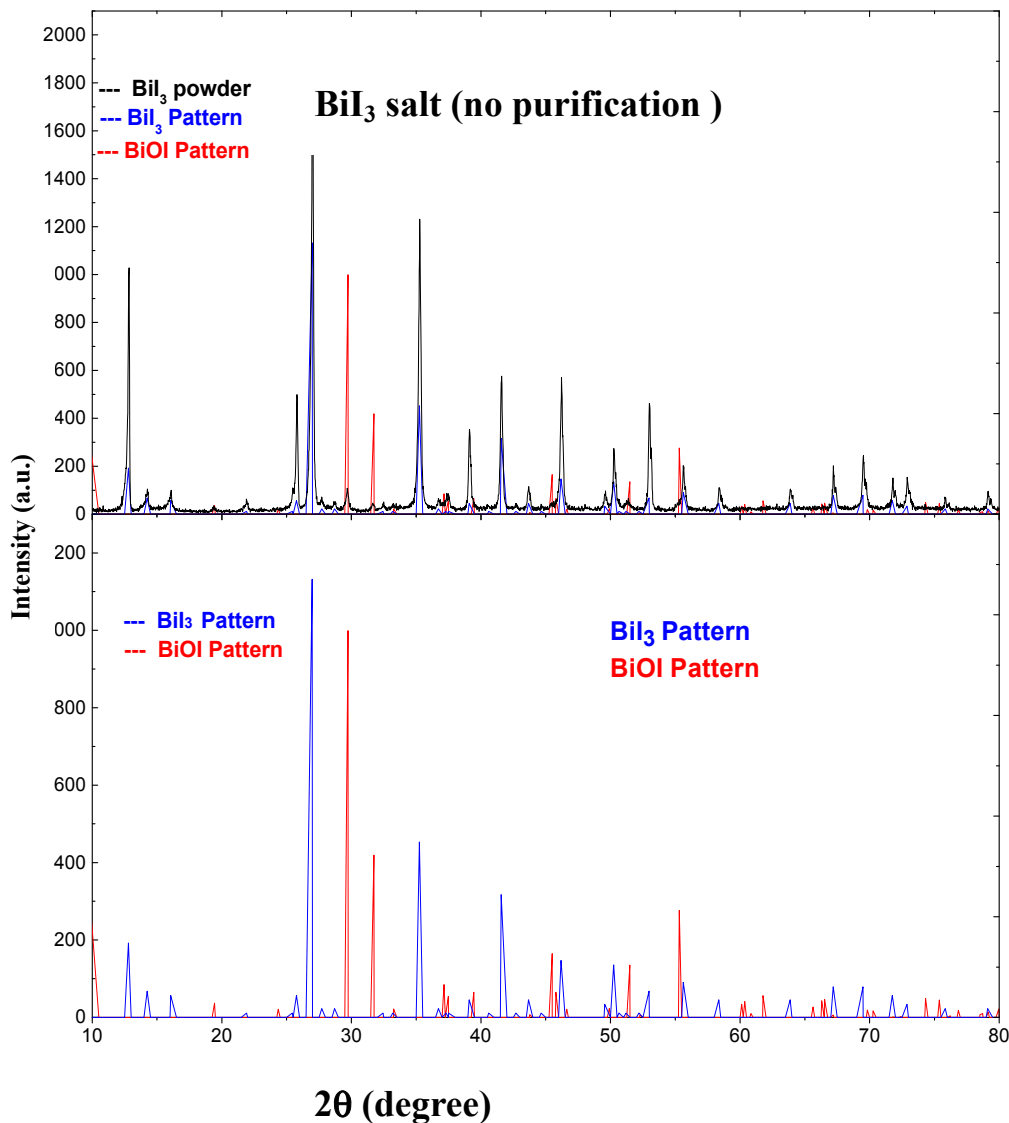 2000
1800
1600
1400
1200
000
800
600
400
200
0
--- BiI₃ powder
--- BiI₃ Pattern
--- BiOI Pattern
BiI₃ salt (no purification )
Intensity (a.u.)
200
000
800
600
400
200
0
--- BiI₃ Pattern
--- BiOI Pattern
BiI₃ Pattern
BiOI Pattern
10 20 30 40 50 60 70 80
2θ (degree)